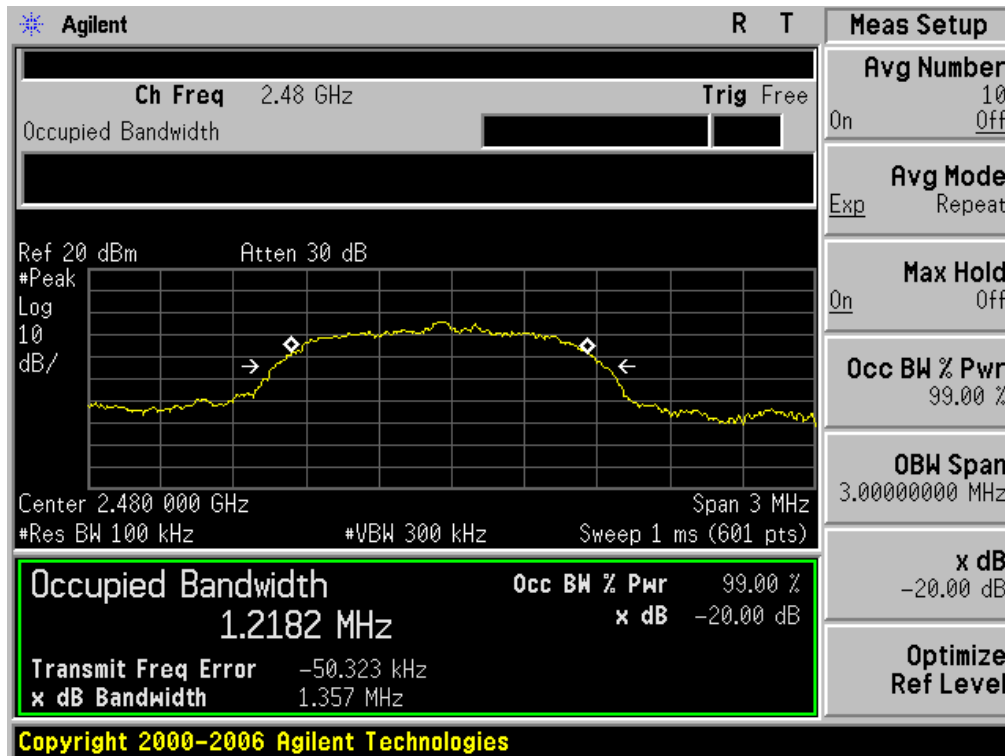 Agilent R T
Ch Freq 2.48 GHz Trig Free
Occupied Bandwidth
Ref 20 dBm Atten 30 dB
#Peak
Log
10
dB/
Center 2.480 000 GHz Span 3 MHz
#Res BW 100 kHz #VBW 300 kHz Sweep 1 ms (601 pts)
Occupied Bandwidth Occ BW % Pwr 99.00 %
1.2182 MHz x dB -20.00 dB
Transmit Freq Error -50.323 kHz
x dB Bandwidth 1.357 MHz
Copyright 2000-2006 Agilent Technologies
Meas Setup
Avg Number
10
On Off
Avg Mode
Exp Repeat
Max Hold
On Off
Occ BW % Pwr
99.00 %
OBW Span
3.00000000 MHz
x dB
-20.00 dB
Optimize
Ref Level